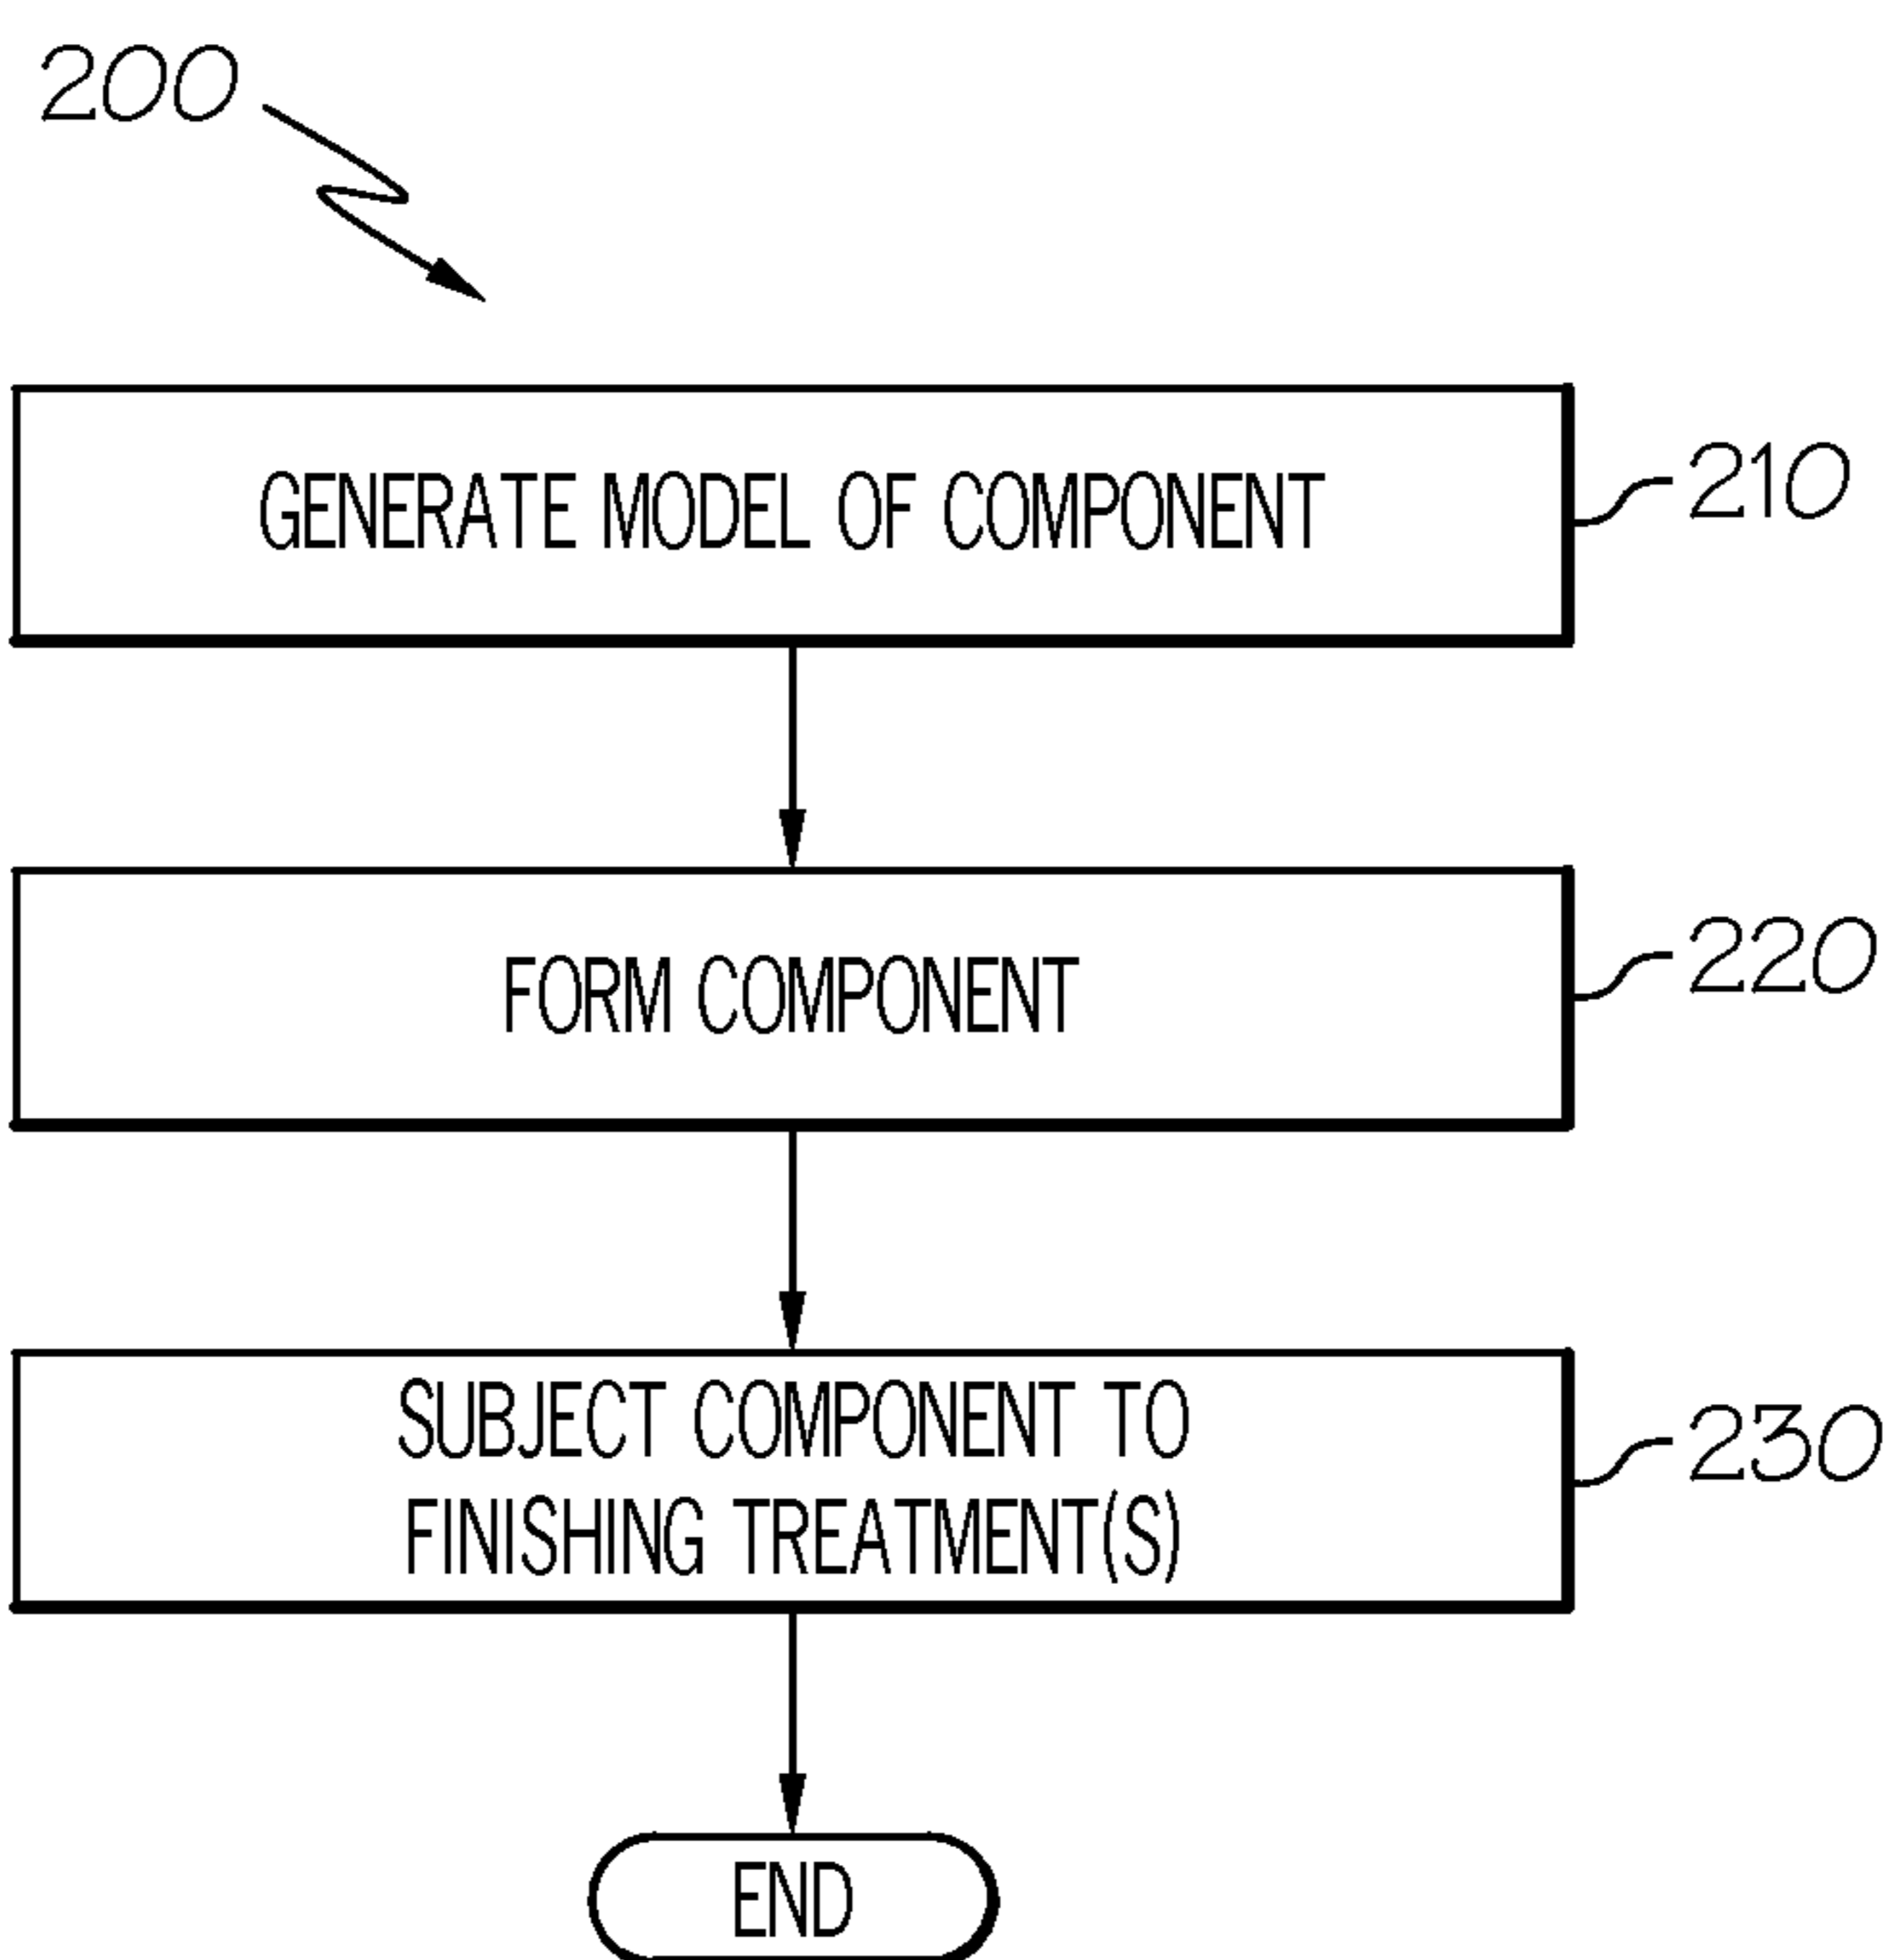 200
GENERATE MODEL OF COMPONENT
210
FORM COMPONENT
220
SUBJECT COMPONENT TO
FINISHING TREATMENT(S)
230
END